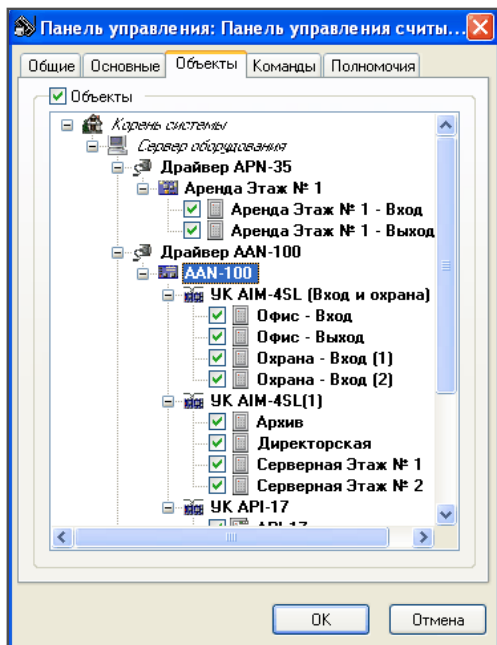 Панель управления: Панель управления считы...
Общие Основные Объекты Команды Полномочия
Объекты
Корень системы
Сервер оборудования
Драйвер APN-35
Аренда Этаж № 1
Аренда Этаж № 1 - Вход
Аренда Этаж № 1 - Выход
Драйвер AAN-100
AAN-100
УК AIM-4SL (Вход и охрана)
Офис - Вход
Офис - Выход
Охрана - Вход (1)
Охрана - Вход (2)
УК AIM-4SL(1)
Архив
Директорская
Серверная Этаж № 1
Серверная Этаж № 2
УК API-17
API-17
OK Отмена